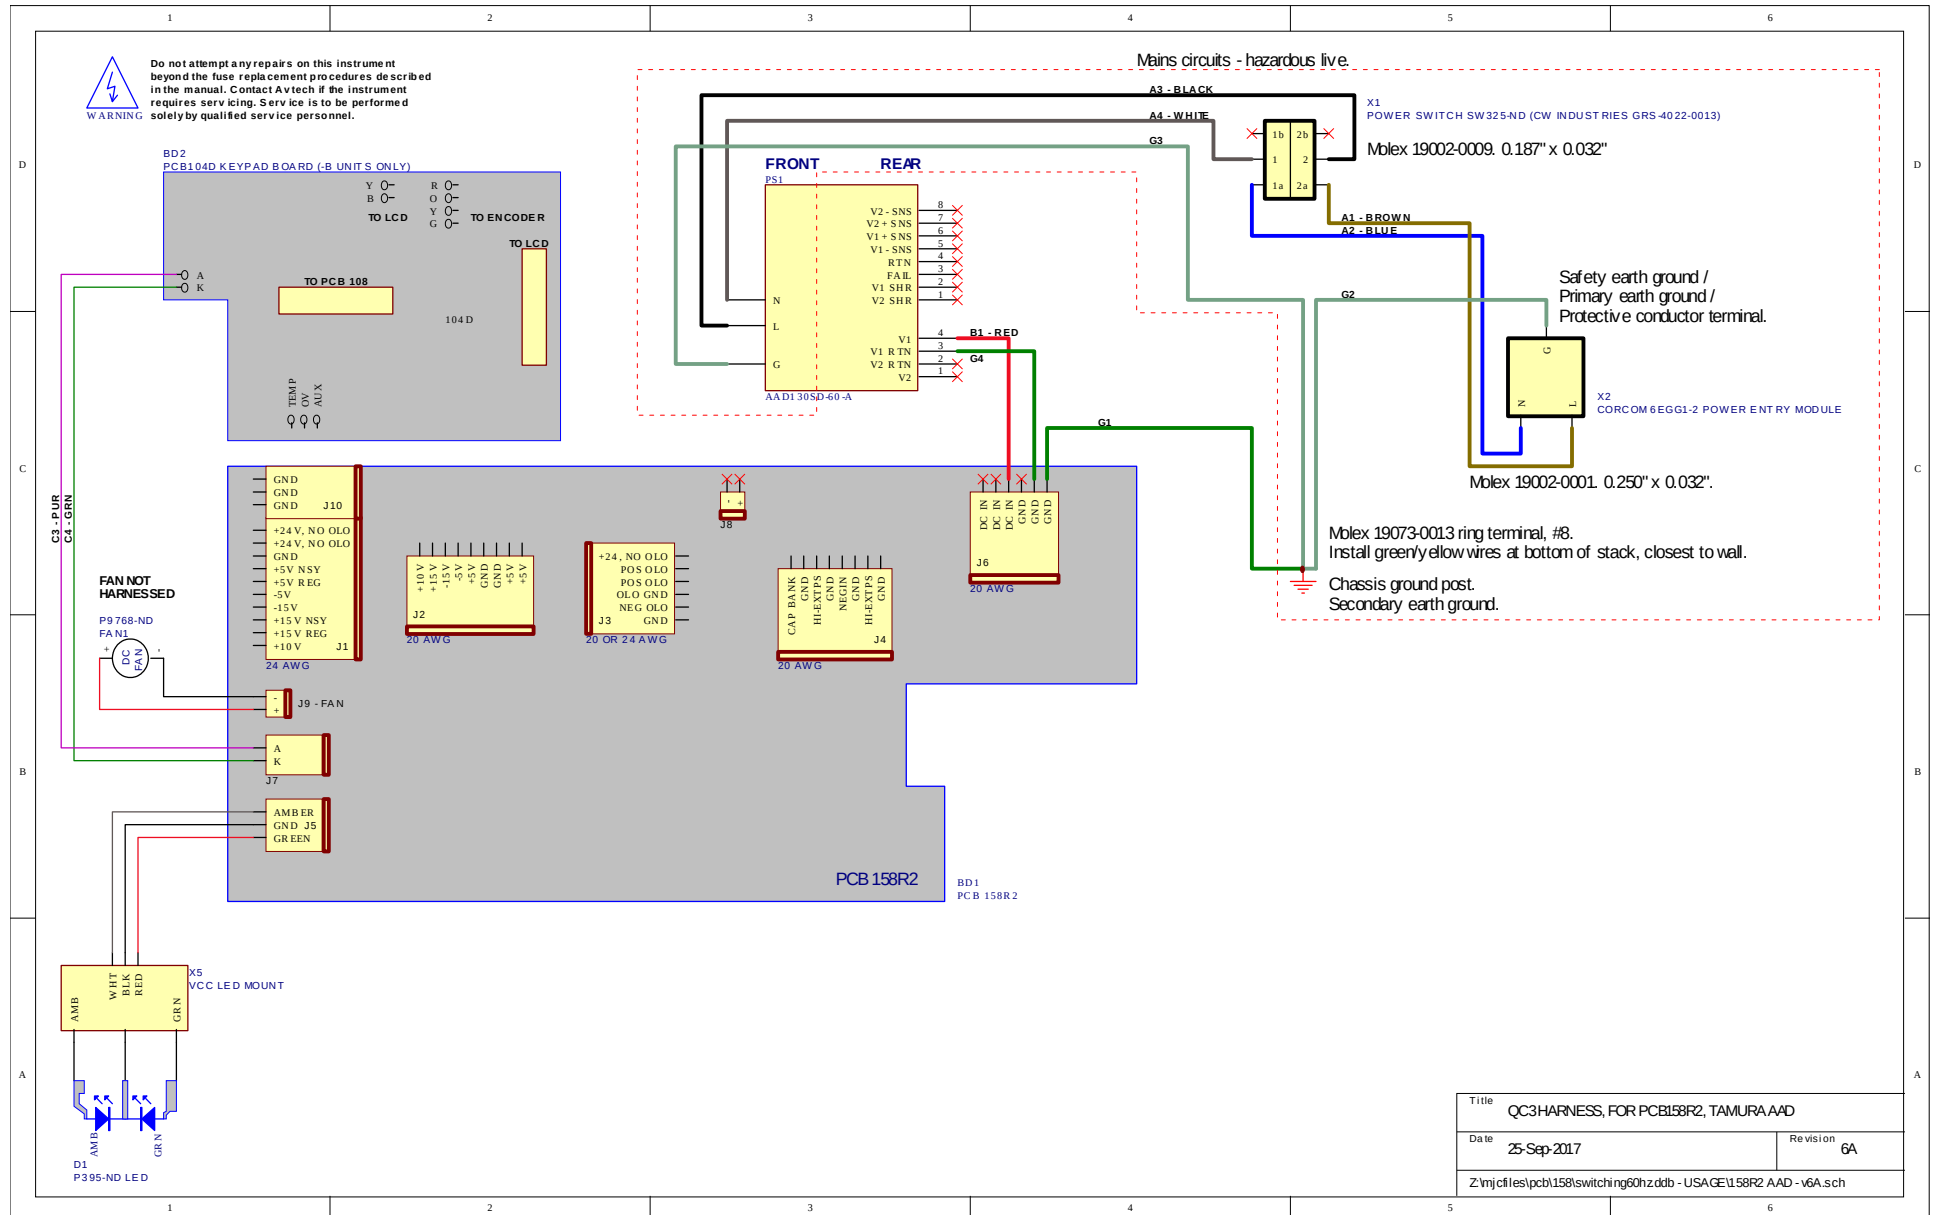 1 2 3 4 5 6
Do not attempt any repairs on this instrument
beyond the fuse replacement procedures described
in the manual. Contact Avtech if the instrument
requires servicing. Service is to be performed
solely by qualified service personnel.
WARNING
Mains circuits - hazardous live.
A3 - BLACK
A4 - WHITE
G3
X1
POWER SWITCH SW325-ND (CW INDUSTRIES GRS-4022-0013)
1b 2b
1 2
1a 2a
Molex 19002-0009. 0.187" x 0.032"
D
D
BD2
PCB104D KEYPAD BOARD (-B UNITS ONLY)
Y
B
TO LCD
R
O
Y
G
TO ENCODER
TO LCD
A
K
TO PCB 108
104D
TEMP
OV
AUX
FRONT REAR
PS1
V2 - SNS 8
V2 + SNS 7
V1 + SNS 6
V1 - SNS 5
RTN 4
FAIL 3
V1 SHR 2
V2 SHR 1
N
L
G
V1 4
V1 RTN 3
V2 RTN 2
V2 1
AAD130SD-60-A
B1 - RED
G4
A1 - BROWN
A2 - BLUE
G2
Safety earth ground /
Primary earth ground /
Protective conductor terminal.
G
N
L
X2
CORCOM 6EGG1-2 POWER ENTRY MODULE
G1
C
C
Molex 19002-0001. 0.250" x 0.032".
C3 - PUR
C4 - GRN
GND
GND
GND J10
+24 V, NO OLO
+24 V, NO OLO
GND
+5V NSY
+5V REG
-5V
-15V
+15V NSY
+15V REG
+10V J1
24 AWG
+10V
+15V
-15V
-5V
+5V
GND
GND
+5V
+5V
J2
20 AWG
+24, NO OLO
POS OLO
POS OLO
OLO GND
NEG OLO
J3 GND
20 OR 24 AWG
- +
J8
CAP BANK
GND
HI-EXTPS
GND
NEGIN
GND
HI-EXTPS
GND
J4
20 AWG
DC IN
DC IN
DC IN
GND
GND
GND
J6
20 AWG
Molex 19073-0013 ring terminal, #8.
Install green/yellow wires at bottom of stack, closest to wall.
Chassis ground post.
Secondary earth ground.
FAN NOT
HARNESSED
P9768-ND
FAN1
+ -
DC
FAN
-
+
J9 - FAN
A
K
J7
AMBER
GND J5
GREEN
B
B
PCB 158R2
BD1
PCB 158R2
X5
VCC LED MOUNT
AMB
WHT
BLK
RED
GRN
AMB
GRN
D1
P395-ND LED
A
A
Title
QC3 HARNESS, FOR PCB158R2, TAMURA AAD
Date
25-Sep-2017
Revision
6A
Z:\mjcfiles\pcb\158\switching60hz.ddb - USAGE\158R2 AAD - v6A.sch
1 2 3 4 5 6